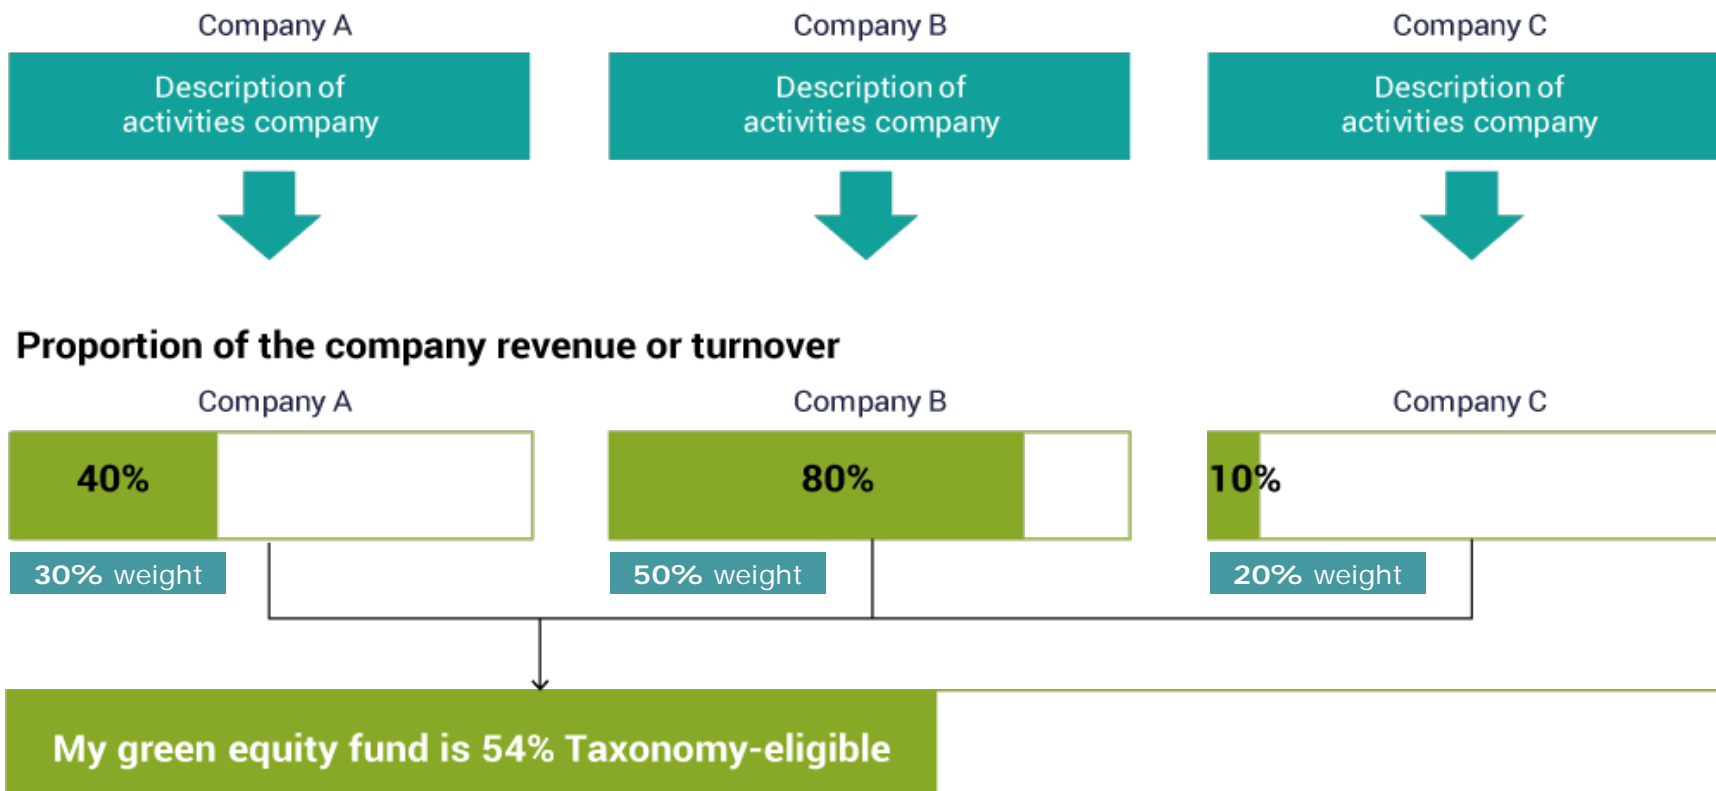 Company A
Company B
Company C
Description of
activities company
Description of
activities company
Description of
activities company
Proportion of the company revenue or turnover
Company A
Company B
Company C
40%
80%
10%
30% weight
50% weight
20% weight
My green equity fund is 54% Taxonomy-eligible